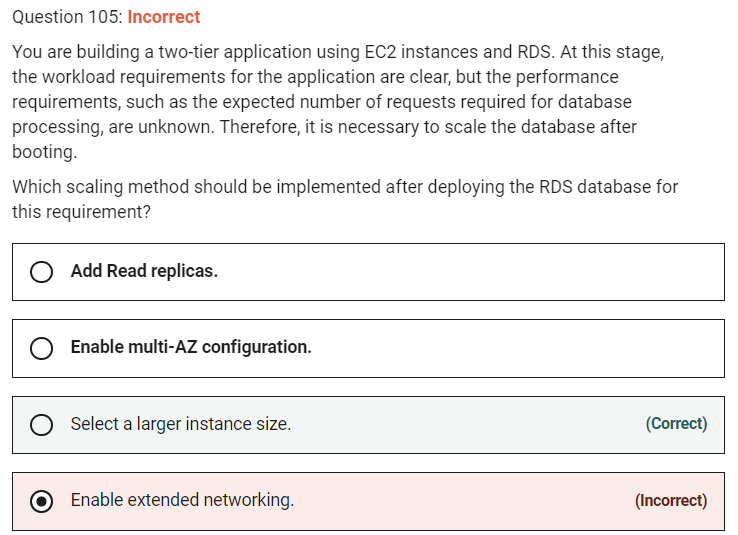 Question 105: Incorrect
You are building a two-tier application using EC2 instances and RDS. At this stage,
the workload requirements for the application are clear, but the performance
requirements, such as the expected number of requests required for database
processing, are unknown. Therefore, it is necessary to scale the database after
booting.
Which scaling method should be implemented after deploying the RDS database for
this requirement?
Add Read replicas.
Enable multi-AZ configuration.
Select a larger instance size. (Correct)
Enable extended networking. (Incorrect)